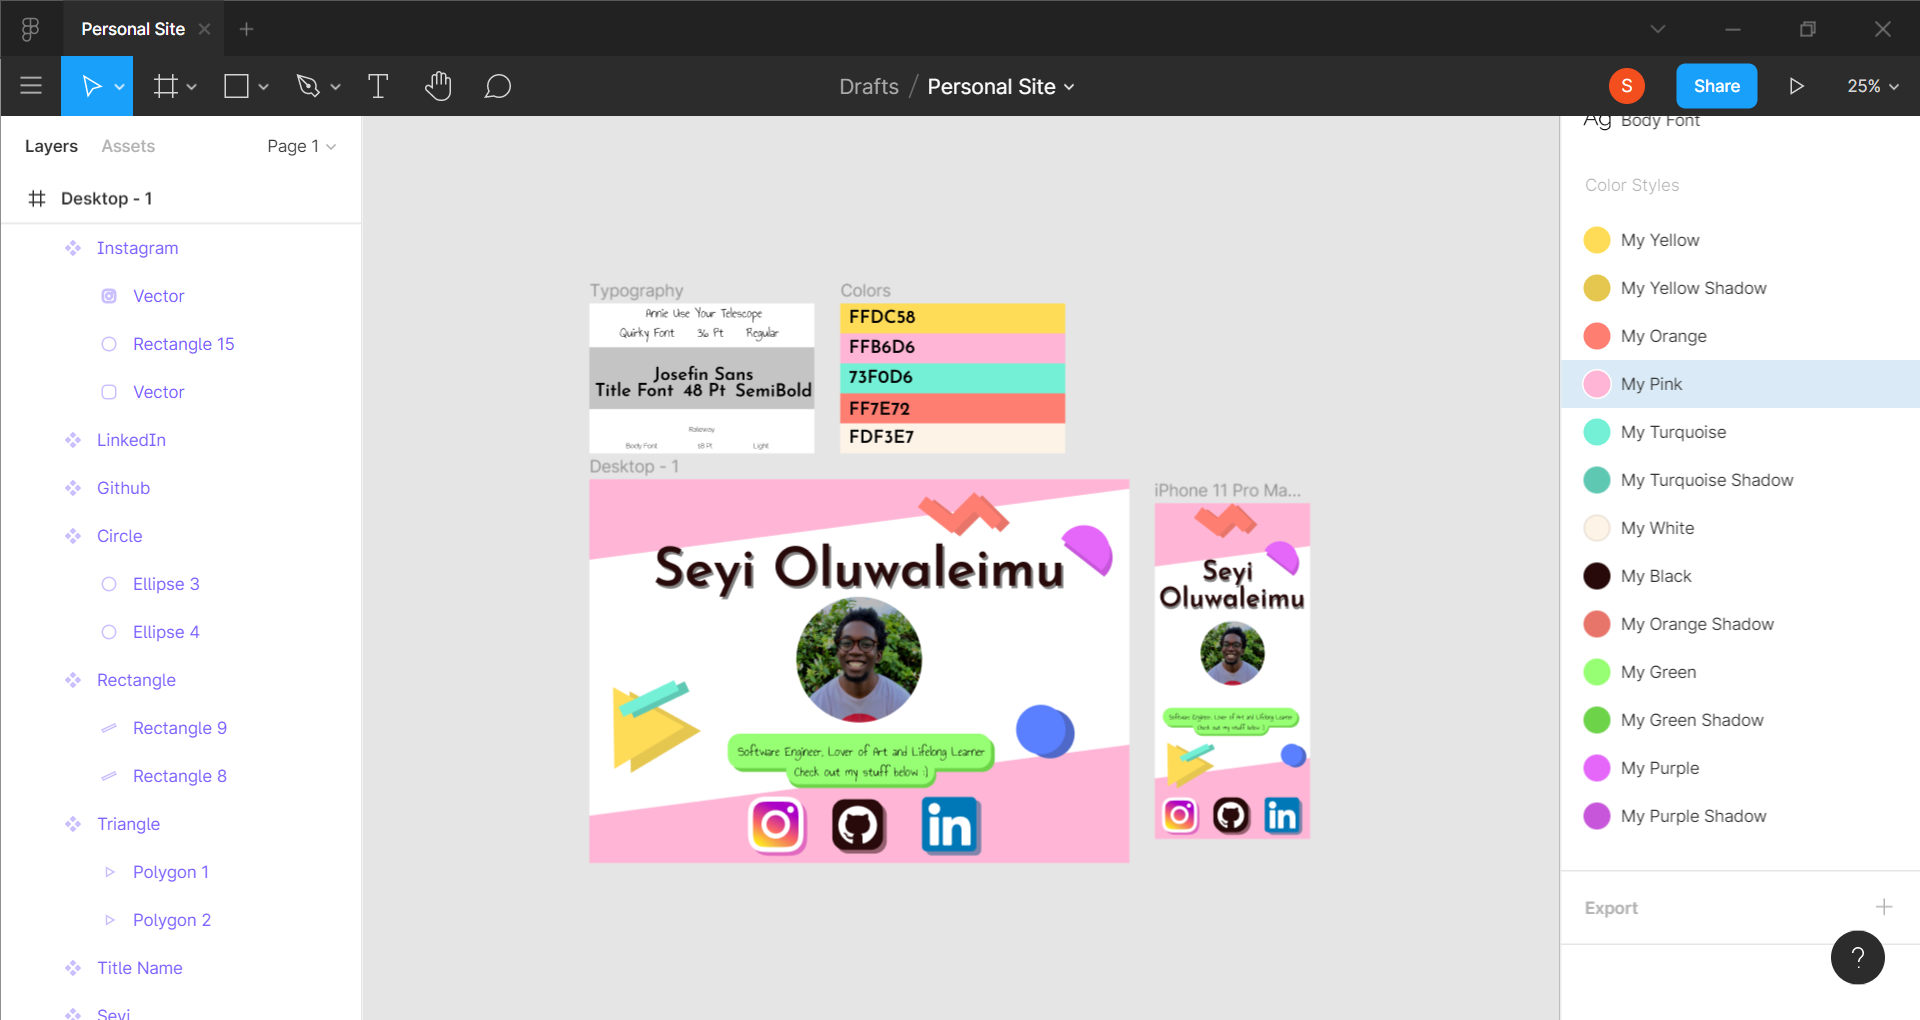 Personal Site
Drafts / Personal Site
S
Share
25%
Layers
Assets
Page 1
Desktop - 1
Instagram
Vector
Rectangle 15
Vector
LinkedIn
Github
Circle
Ellipse 3
Ellipse 4
Rectangle
Rectangle 9
Rectangle 8
Triangle
Polygon 1
Polygon 2
Title Name
Seyi
Typography
Annie Use Your Telescope
Quirky Font 36 Pt Regular
Josefin Sans
Title Font 48 Pt SemiBold
Raleway
Body Font 18 Pt Light
Colors
FFDC58
FFB6D6
73F0D6
FF7E72
FDF3E7
Desktop - 1
Seyi Oluwaleimu
Software Engineer, Lover of Art and Lifelong Learner
Check out my stuff below :)
in
iPhone 11 Pro Ma...
Seyi
Oluwaleimu
Software Engineer, Lover of Art and Lifelong Learner
Check out my stuff below :)
in
Ag Body Font
Color Styles
My Yellow
My Yellow Shadow
My Orange
My Pink
My Turquoise
My Turquoise Shadow
My White
My Black
My Orange Shadow
My Green
My Green Shadow
My Purple
My Purple Shadow
Export
?